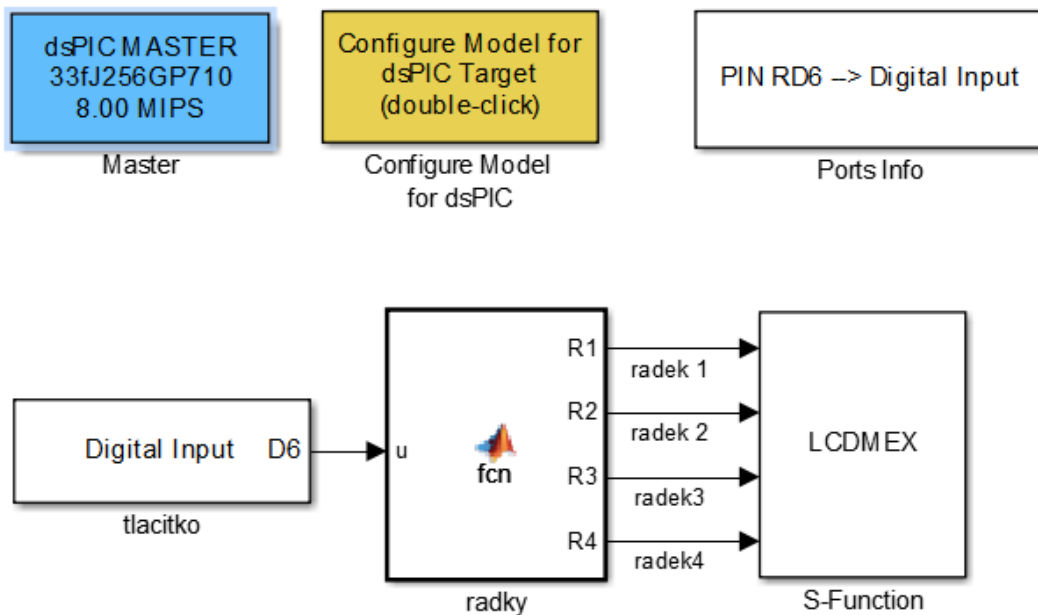 dsPIC MASTER
33fJ256GP710
8.00 MIPS
Master
Configure Model for
dsPIC Target
(double-click)
Configure Model
for dsPIC
PIN RD6 --> Digital Input
Ports Info
Digital Input D6
tlacitko
u
fcn
R1
R2
R3
R4
radky
radek 1
radek 2
radek3
radek4
LCDMEX
S-Function